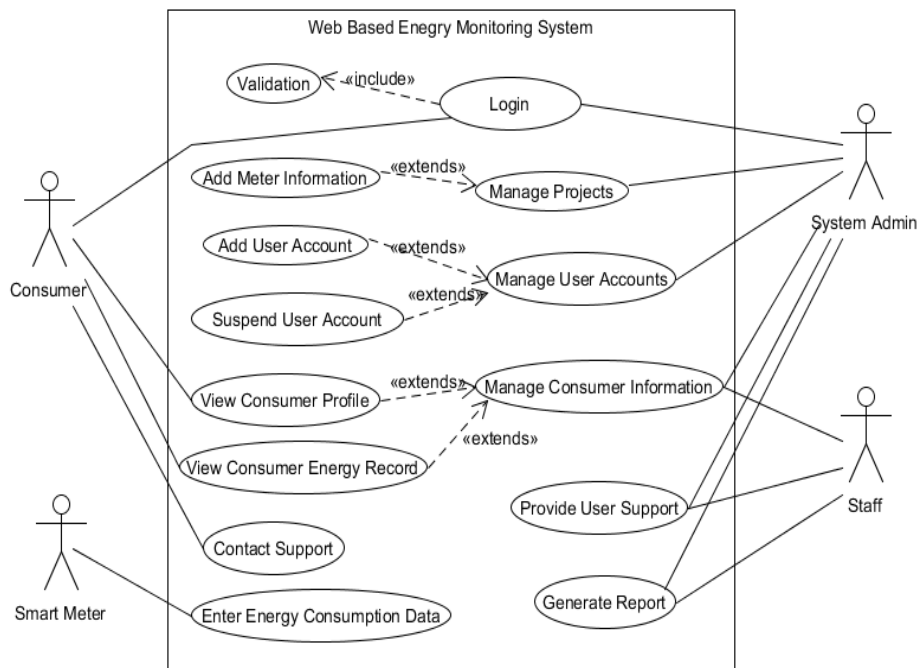 Web Based Enegry Monitoring System
Validation
«include»
Login
Add Meter Information
«extends»
Manage Projects
System Admin
Add User Account
«extends»
Manage User Accounts
Consumer
«extends»
Suspend User Account
View Consumer Profile
«extends»
Manage Consumer Information
«extends»
View Consumer Energy Record
Provide User Support
Staff
Contact Support
Smart Meter
Enter Energy Consumption Data
Generate Report